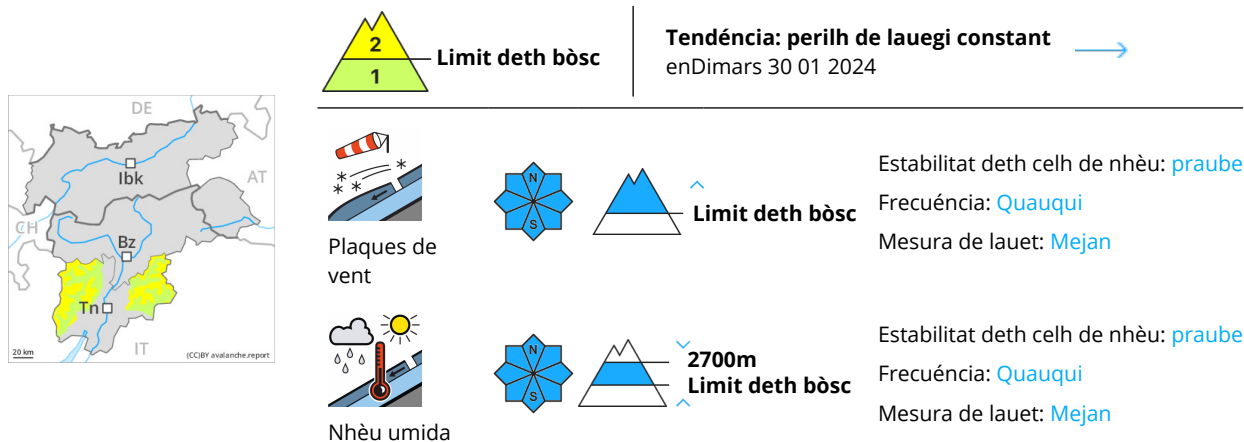 2
1
Limit deth bòsc
Tendéncia: perilh de lauegi constant
enDimars 30 01 2024
DE
AT
CH
IT
Ibk
Bz
Tn
20 km
(CC)BY avalanche.report
Plaques de
vent
N
S
Limit deth bòsc
Estabilitat deth celh de nhèu: praube
Frecuéncia: Quauqui
Mesura de lauet: Mejan
Nhèu umida
N
S
2700m
Limit deth bòsc
Estabilitat deth celh de nhèu: praube
Frecuéncia: Quauqui
Mesura de lauet: Mejan